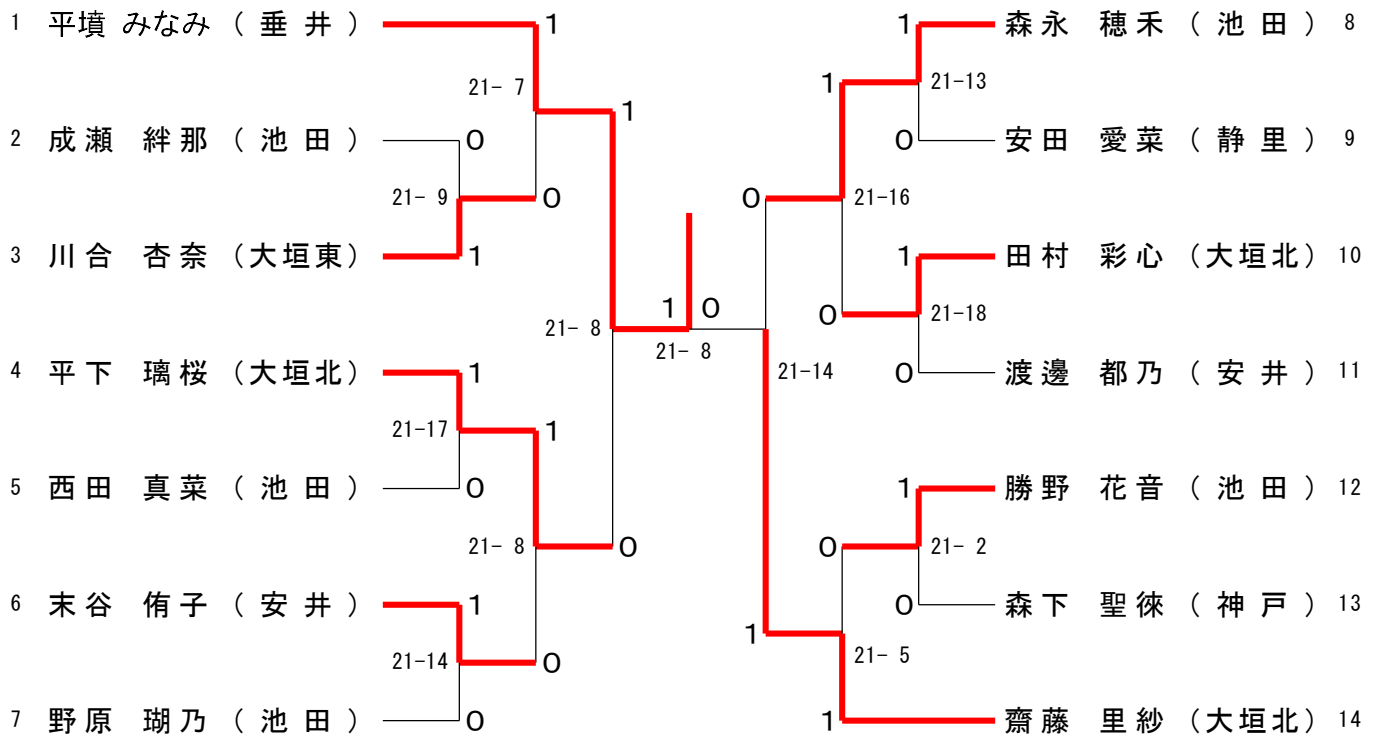 1 平墳 みなみ ( 垂 井 ) 1 1 森永 穂禾 ( 池 田 ) 8
21- 7 1 1 21-13
2 成瀬 絆那 ( 池 田 ) 0 0 安田 愛菜 ( 静 里 ) 9
21- 9 0 0 21-16
3 川合 杏奈 (大垣東) 1 1 田村 彩心 (大垣北) 10
21- 8 1 0 0 21-18
21- 8
4 平下 璃桜 (大垣北) 1 21-14 0 渡邊 都乃 ( 安 井 ) 11
21-17 1
5 西田 真菜 ( 池 田 ) 0 1 勝野 花音 ( 池 田 ) 12
21- 8 0 0 21- 2
6 末谷 侑子 ( 安 井 ) 1 0 森下 聖徠 ( 神 戸 ) 13
21-14 0 1 21- 5
7 野原 瑚乃 ( 池 田 ) 0 1 齋藤 里紗 (大垣北) 14